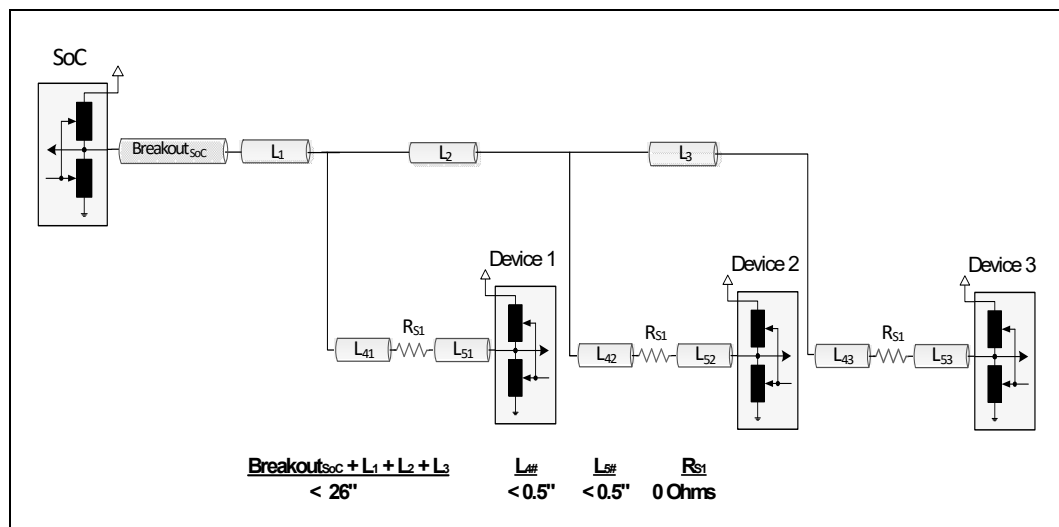 SoC
BreakoutSoC
L1
L2
L3
Device 1
Device 2
Device 3
L41
RS1
L51
L42
RS1
L52
L43
RS1
L53
BreakoutSoC + L1 + L2 + L3 L4# L5# RS1
< 26" < 0.5" < 0.5" 0 Ohms